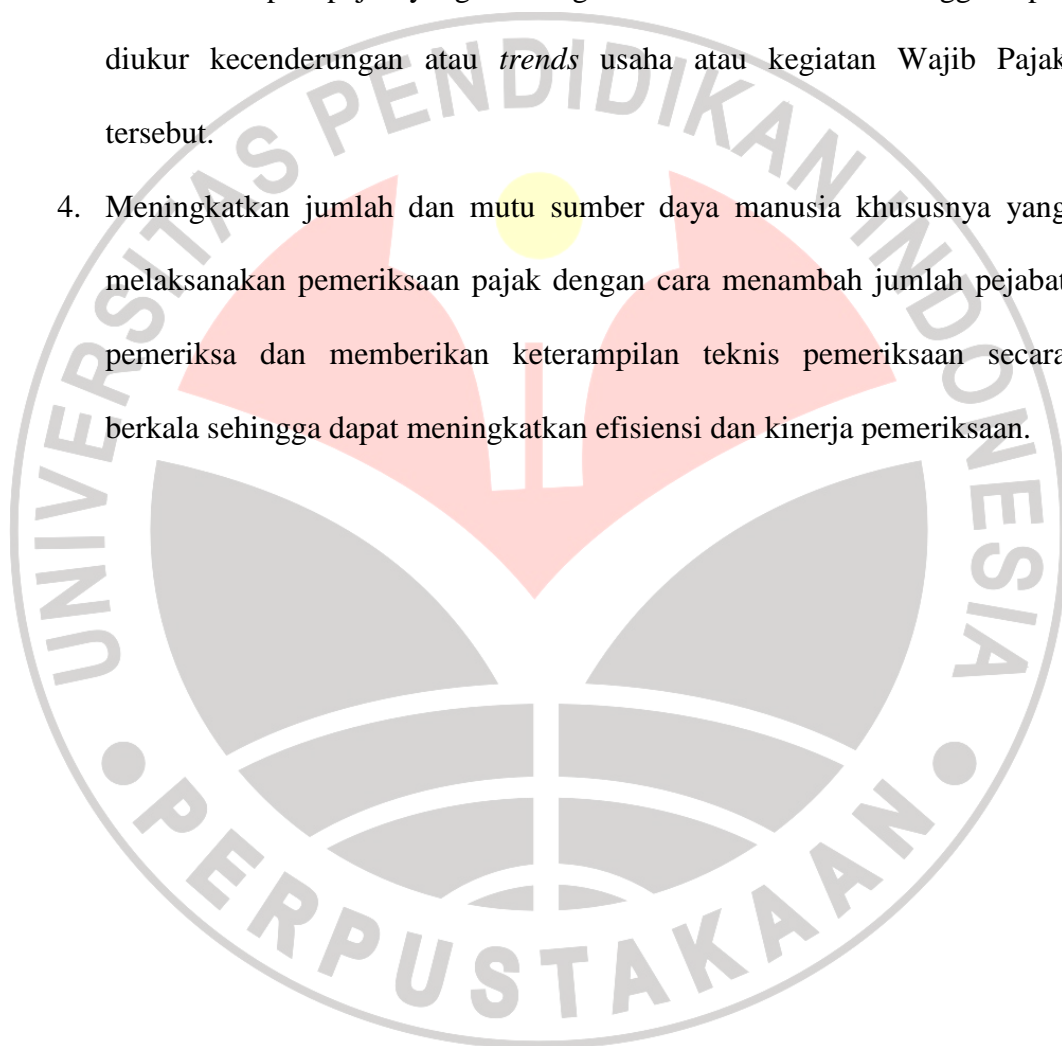 diukur kecenderungan atau trends usaha atau kegiatan Wajib Pajak
tersebut.
4. Meningkatkan jumlah dan mutu sumber daya manusia khususnya yang
melaksanakan pemeriksaan pajak dengan cara menambah jumlah pejabat
pemeriksa dan memberikan keterampilan teknis pemeriksaan secara
berkala sehingga dapat meningkatkan efisiensi dan kinerja pemeriksaan.
UNIVERSITAS PENDIDIKAN INDONESIA
PERPUSTAKAAN